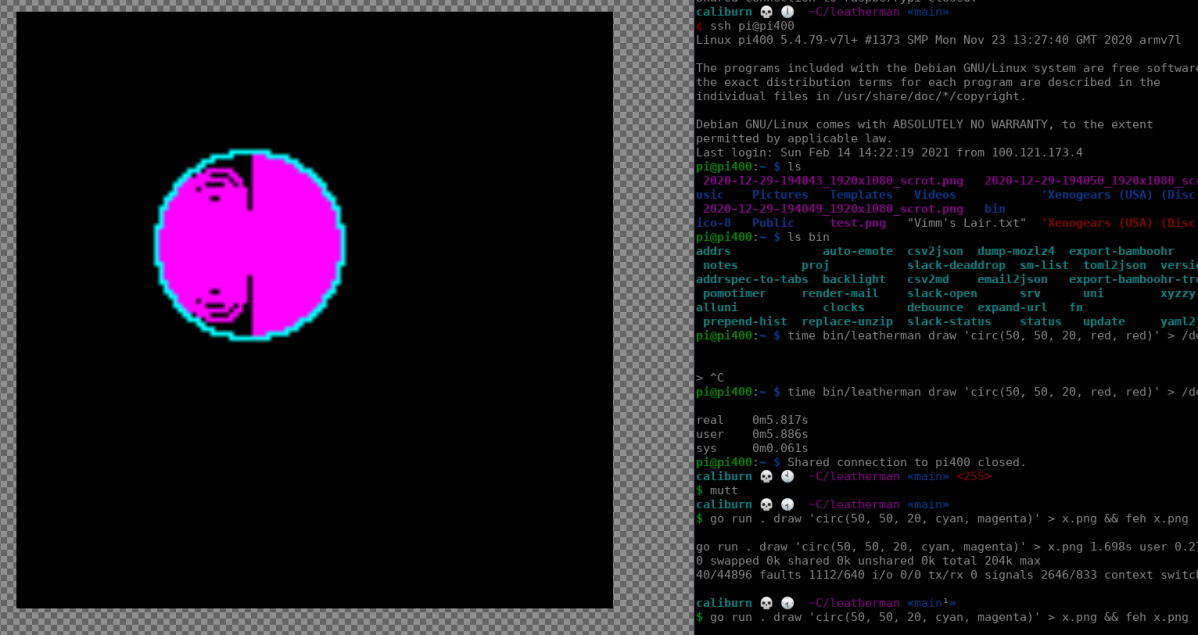 caliburn ~C/leatherman «main»
$ ssh pi@pi400
Linux pi400 5.4.79-v7l+ #1373 SMP Mon Nov 23 13:27:40 GMT 2020 armv7l
The programs included with the Debian GNU/Linux system are free software
the exact distribution terms for each program are described in the
individual files in /usr/share/doc/*/copyright.
Debian GNU/Linux comes with ABSOLUTELY NO WARRANTY, to the extent
permitted by applicable law.
Last login: Sun Feb 14 14:22:19 2021 from 100.121.173.4
pi@pi400:~ $ ls
2020-12-29-194043_1920x1080_scrot.png 2020-12-29-194050_1920x1080_sc
usic Pictures Templates Videos 'Xenogears (USA) (Disc
2020-12-29-194049_1920x1080_scrot.png bin
ico-8 Public test.png "Vimm's Lair.txt" 'Xenogears (USA) (Disc
pi@pi400:~ $ ls bin
addrs auto-emote csv2json dump-mozlz4 export-bamboohr
notes proj slack-deaddrop sm-list toml2json versi
addrspec-to-tabs backlight csv2md email2json export-bamboohr-tr
pomotimer render-mail slack-open srv uni xyzzy
alluni clocks debounce expand-url fn
prepend-hist replace-unzip slack-status status update yaml2
pi@pi400:~ $ time bin/leatherman draw 'circ(50, 50, 20, red, red)' > /de
> ^C
pi@pi400:~ $ time bin/leatherman draw 'circ(50, 50, 20, red, red)' > /de
real 0m5.817s
user 0m5.886s
sys 0m0.061s
pi@pi400:~ $ Shared connection to pi400 closed.
caliburn ~C/leatherman «main» <255>
$ mutt
caliburn ~C/leatherman «main»
$ go run . draw 'circ(50, 50, 20, cyan, magenta)' > x.png && feh x.png
go run . draw 'circ(50, 50, 20, cyan, magenta)' > x.png 1.698s user 0.2
0 swapped 0k shared 0k unshared 0k total 204k max
40/44896 faults 1112/640 i/o 0/0 tx/rx 0 signals 2646/833 context switc
caliburn ~C/leatherman «main¹»
$ go run . draw 'circ(50, 50, 20, cyan, magenta)' > x.png && feh x.png